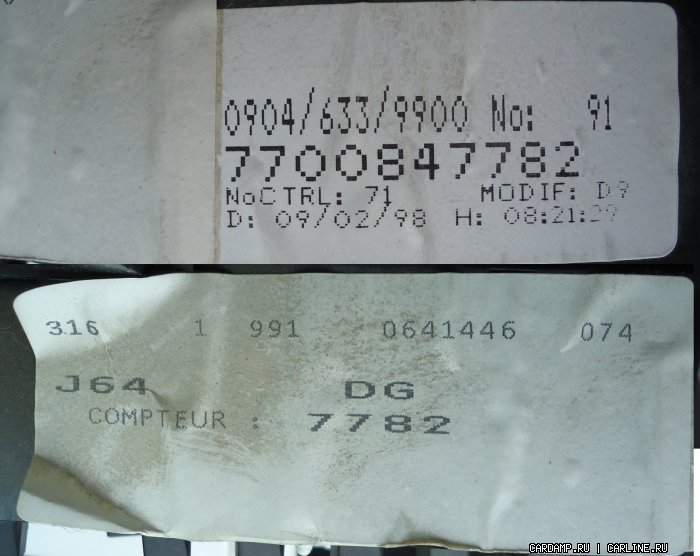 0904/633/9900 No: 91
7700847782
NoCTRL: 71 MODIF: D9
D: 09/02/98 H: 08:21:29
316 1 991 0641446 074
J64 DG
COMPTEUR : 7782
CARDAMP.RU | CARLINE.RU